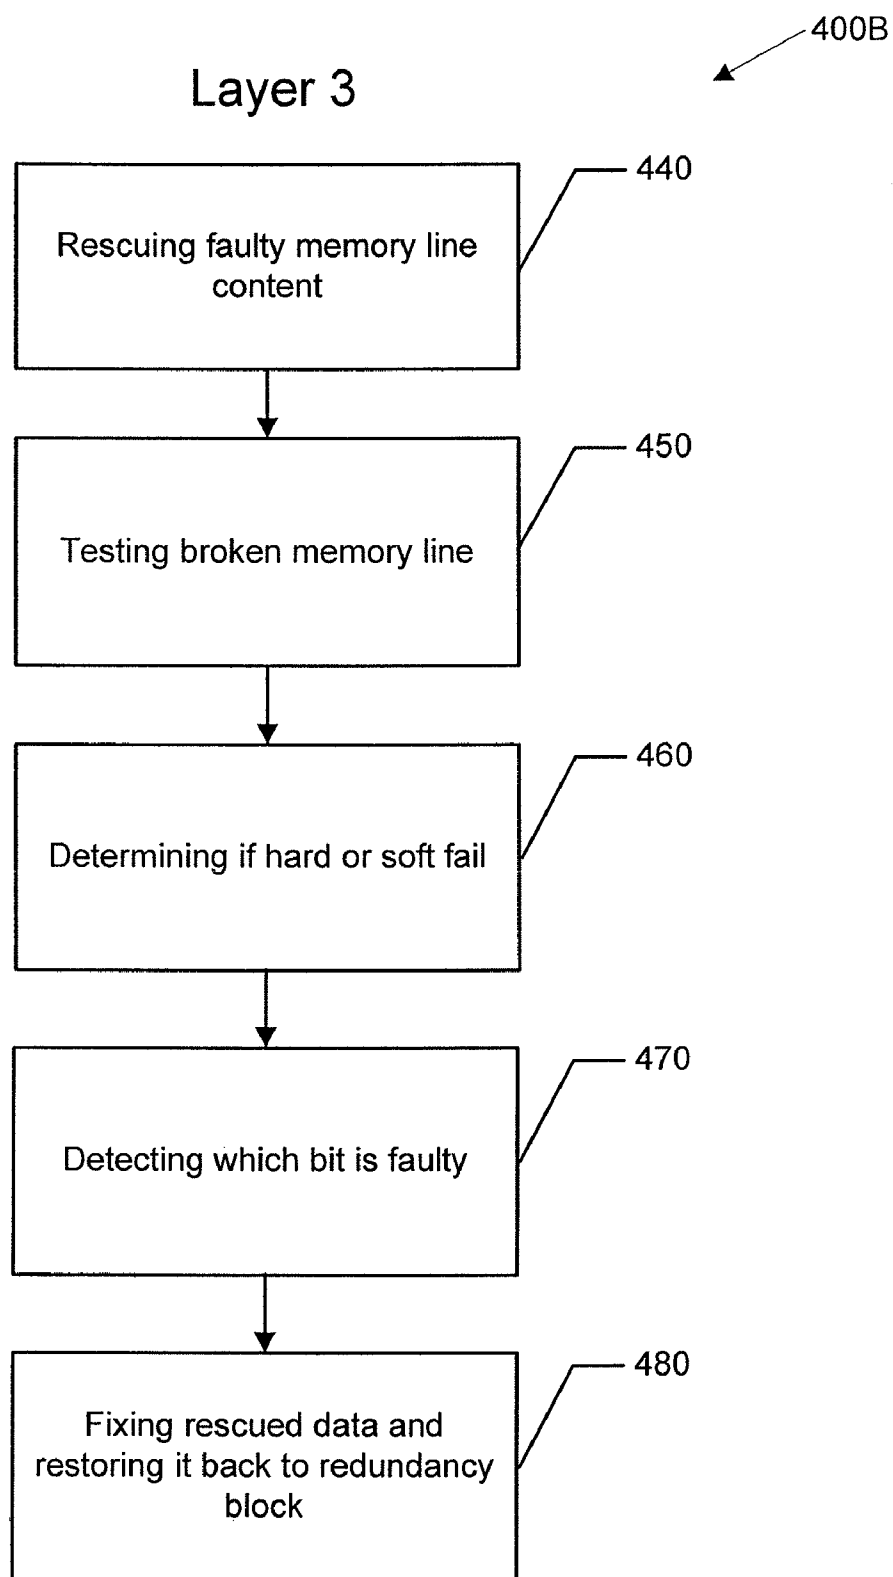 400B
Layer 3
440
Rescuing faulty memory line
content
450
Testing broken memory line
460
Determining if hard or soft fail
470
Detecting which bit is faulty
480
Fixing rescued data and
restoring it back to redundancy
block